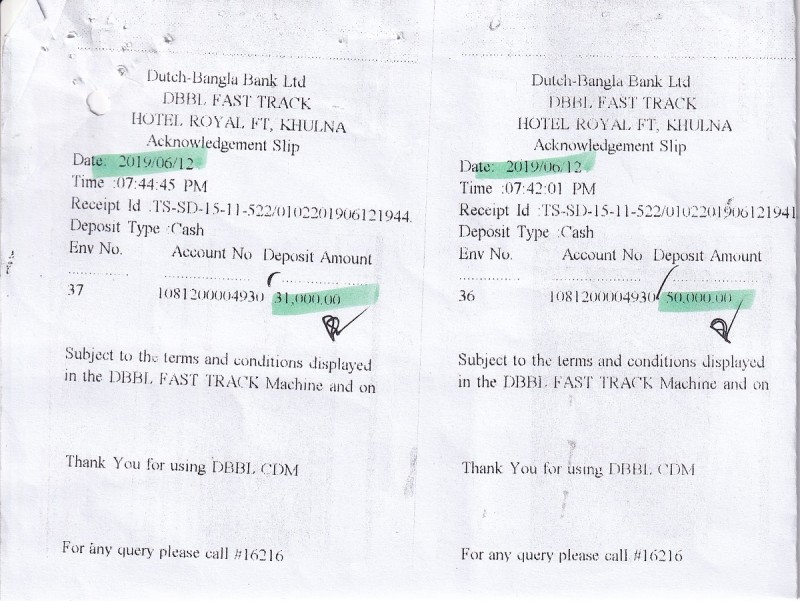 Dutch-Bangla Bank Ltd
DBBL FAST TRACK
HOTEL ROYAL FT, KHULNA
Acknowledgement Slip
Date: 2019/06/12
Time :07:44:45 PM
Receipt Id :TS-SD-15-11-522/0102201906121944
Deposit Type :Cash
Env No. Account No Deposit Amount
37 1081200004930 31,000.00
Subject to the terms and conditions displayed
in the DBBL FAST TRACK Machine and on
Thank You for using DBBL CDM
For any query please call #16216
Dutch-Bangla Bank Ltd
DBBL FAST TRACK
HOTEL ROYAL FT, KHULNA
Acknowledgement Slip
Date: 2019/06/12
Time :07:42:01 PM
Receipt Id :TS-SD-15-11-522/0102201906121941
Deposit Type :Cash
Env No. Account No Deposit Amount
36 1081200004930 50,000.00
Subject to the terms and conditions displayed
in the DBBL FAST TRACK Machine and on
Thank You for using DBBL CDM
For any query please call #16216